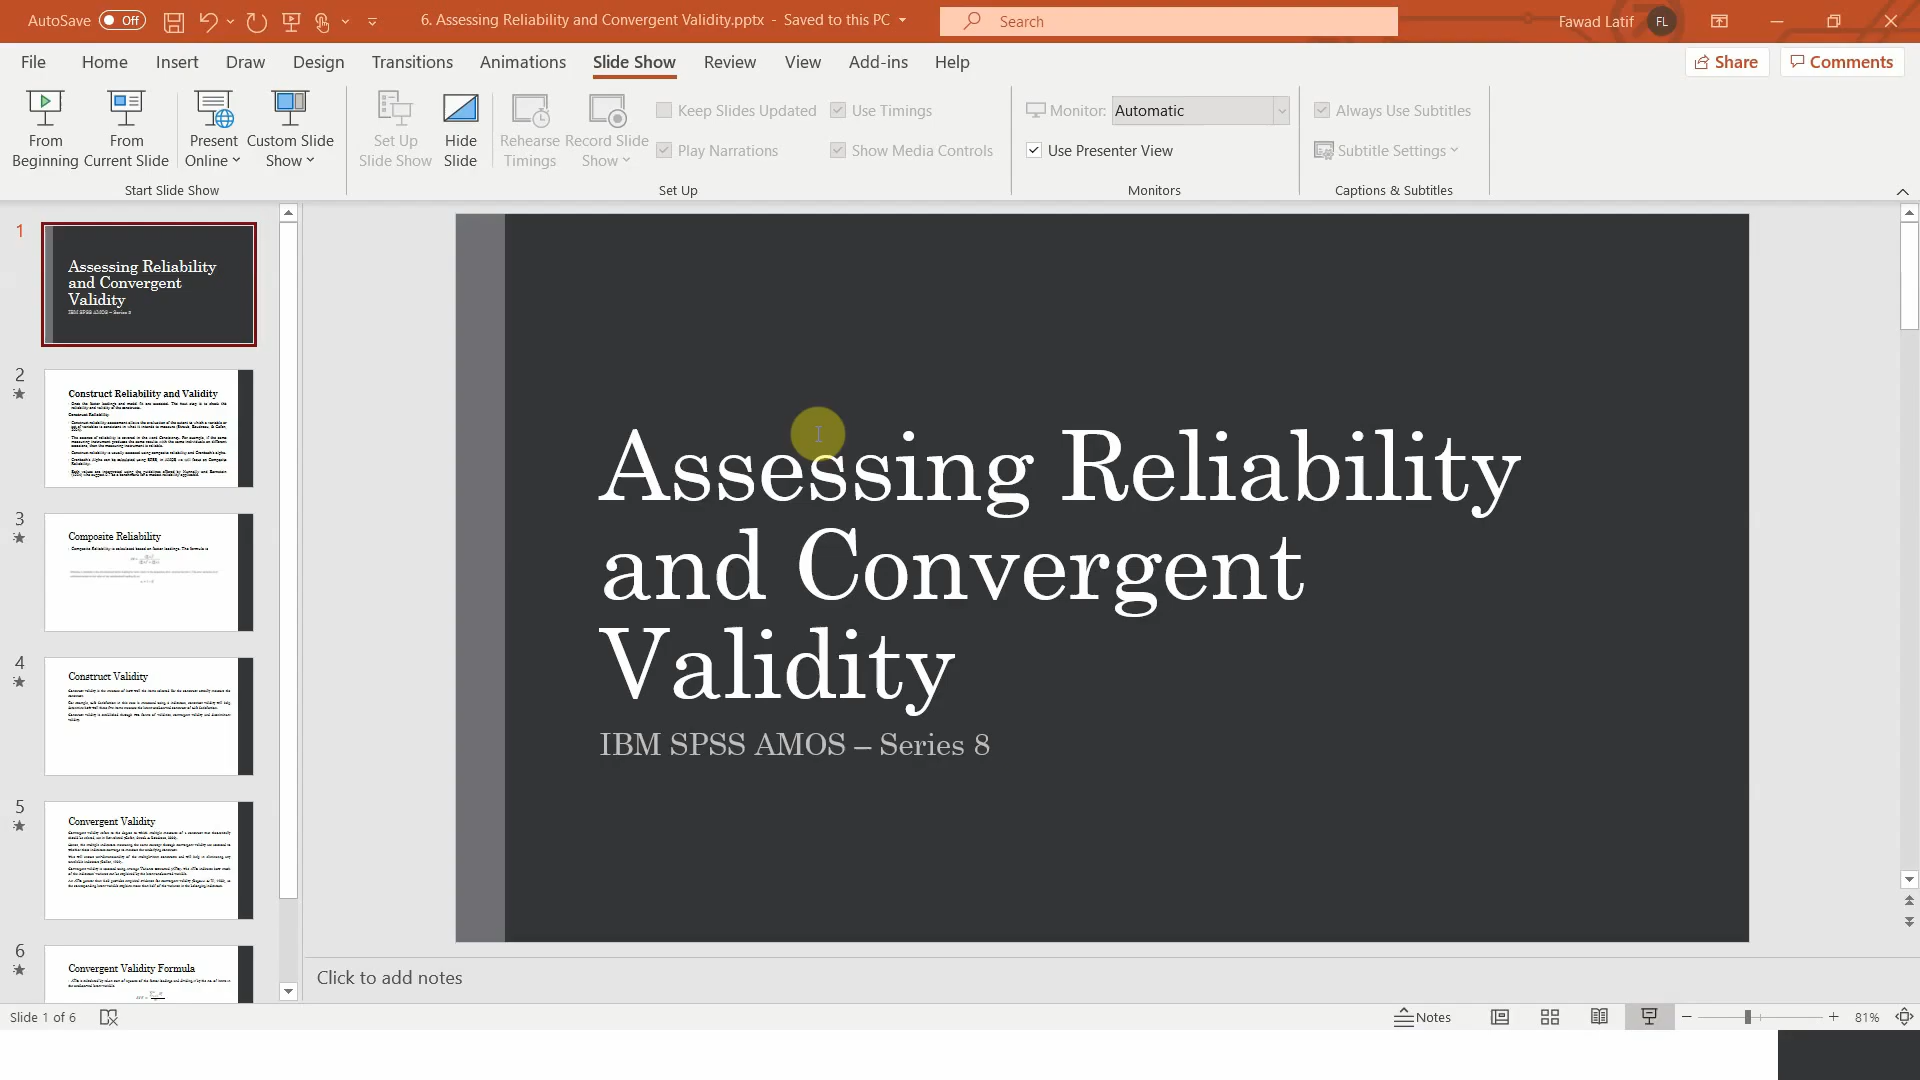 AutoSave Off 6. Assessing Reliability and Convergent Validity.pptx - Saved to this PC Search Fawad Latif FL
File Home Insert Draw Design Transitions Animations Slide Show Review View Add-ins Help Share Comments
From Beginning
From Current Slide
Present Online
Custom Slide Show
Start Slide Show
Set Up Slide Show
Hide Slide
Rehearse Timings
Record Slide Show
Keep Slides Updated
Play Narrations
Use Timings
Show Media Controls
Set Up
Monitor: Automatic
Use Presenter View
Monitors
Always Use Subtitles
Subtitle Settings
Captions & Subtitles
1
Assessing Reliability
and Convergent
Validity
IBM SPSS AMOS – Series 8
2
Construct Reliability and Validity
3
Composite Reliability
4
Construct Validity
5
Convergent Validity
6
Convergent Validity Formula
Assessing Reliability
and Convergent
Validity
IBM SPSS AMOS – Series 8
Click to add notes
Slide 1 of 6 Notes 81%